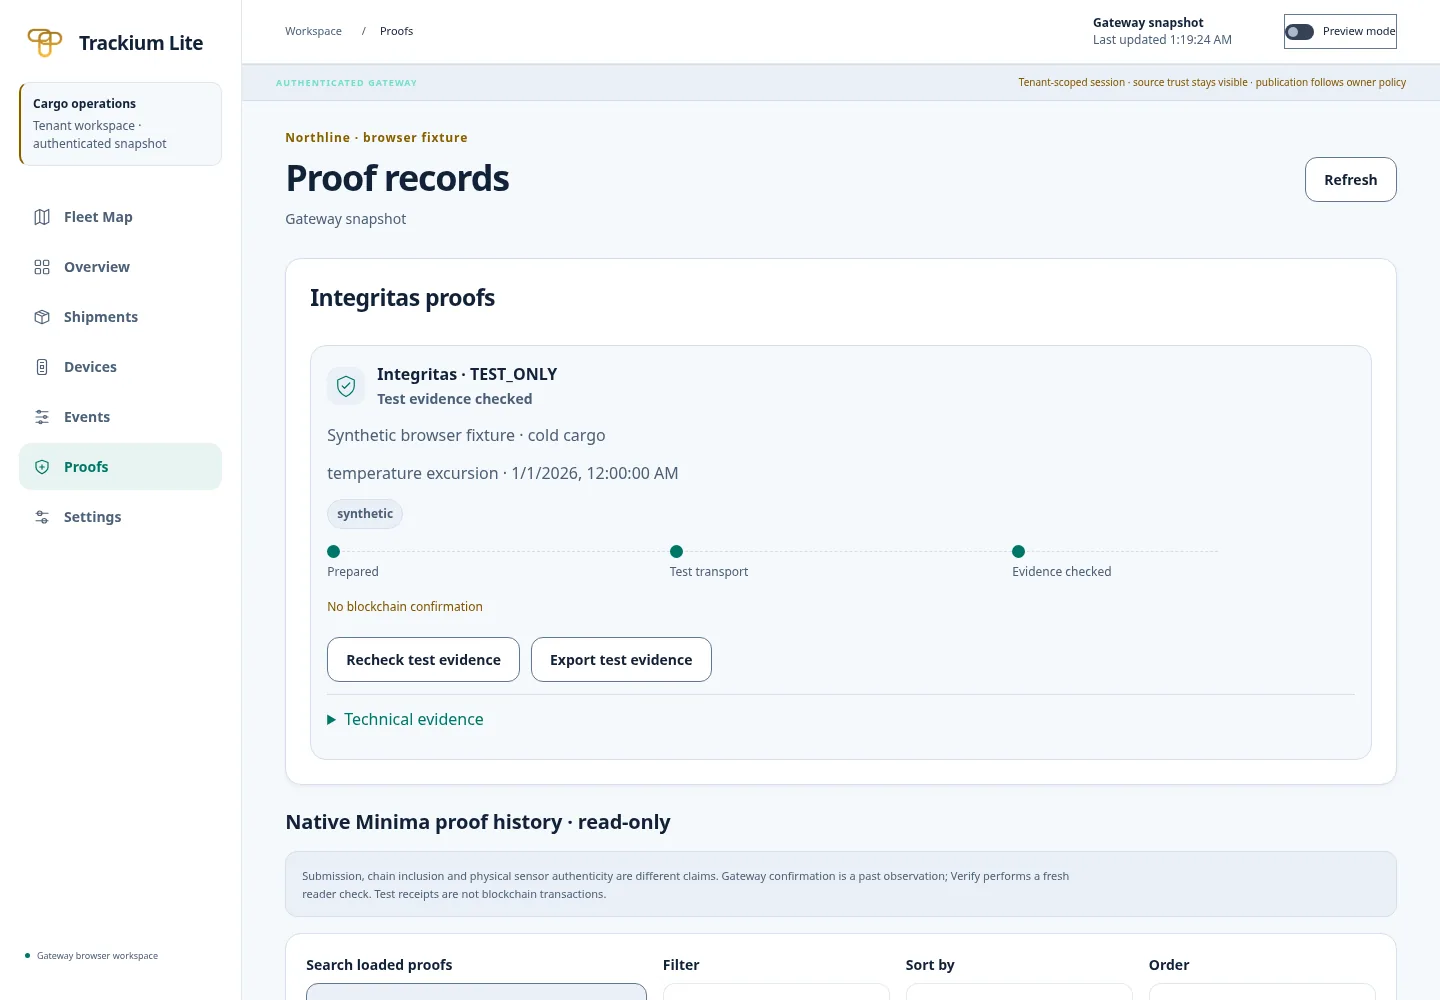 Trackium Lite
Cargo operations
Tenant workspace ·
authenticated snapshot
Fleet Map
Overview
Shipments
Devices
Events
Proofs
Settings
Gateway browser workspace
Workspace / Proofs
Gateway snapshot
Last updated 1:19:24 AM
Preview mode
AUTHENTICATED GATEWAY
Tenant-scoped session · source trust stays visible · publication follows owner policy
Northline · browser fixture
Proof records
Gateway snapshot
Refresh
Integritas proofs
Integritas · TEST_ONLY
Test evidence checked
Synthetic browser fixture · cold cargo
temperature excursion · 1/1/2026, 12:00:00 AM
synthetic
Prepared
Test transport
Evidence checked
No blockchain confirmation
Recheck test evidence
Export test evidence
Technical evidence
Native Minima proof history · read-only
Submission, chain inclusion and physical sensor authenticity are different claims. Gateway confirmation is a past observation; Verify performs a fresh
reader check. Test receipts are not blockchain transactions.
Search loaded proofs
Filter
Sort by
Order